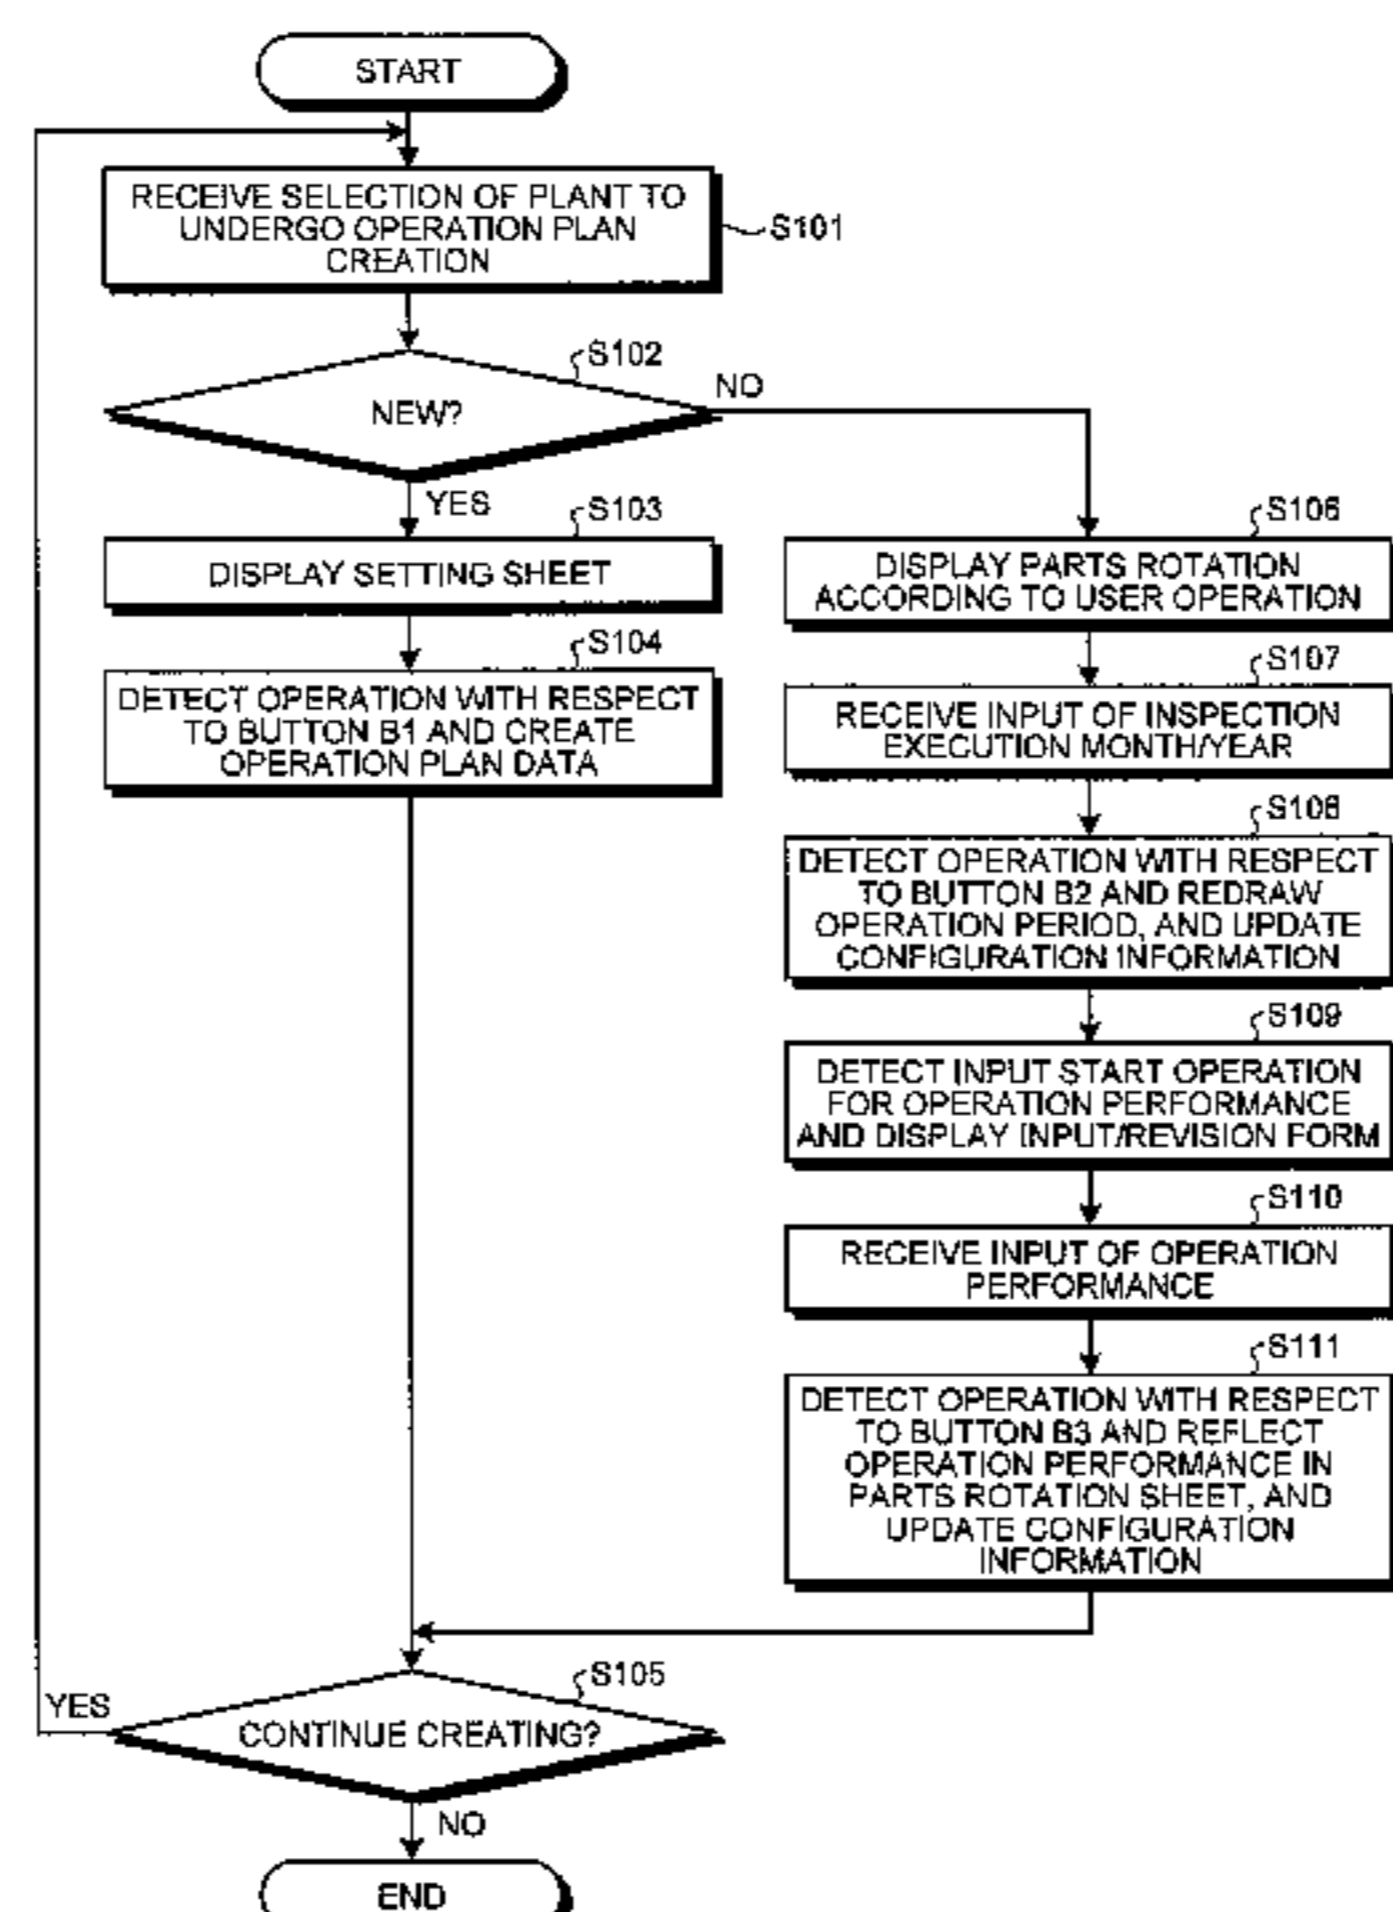 START
RECEIVE SELECTION OF PLANT TO
UNDERGO OPERATION PLAN
CREATION
S101
S102
NEW?
NO
YES
S103
DISPLAY SETTING SHEET
S104
DETECT OPERATION WITH RESPECT
TO BUTTON B1 AND CREATE
OPERATION PLAN DATA
S106
DISPLAY PARTS ROTATION
ACCORDING TO USER OPERATION
S107
RECEIVE INPUT OF INSPECTION
EXECUTION MONTH/YEAR
S108
DETECT OPERATION WITH RESPECT
TO BUTTON B2 AND REDRAW
OPERATION PERIOD, AND UPDATE
CONFIGURATION INFORMATION
S109
DETECT INPUT START OPERATION
FOR OPERATION PERFORMANCE
AND DISPLAY INPUT/REVISION FORM
S110
RECEIVE INPUT OF OPERATION
PERFORMANCE
S111
DETECT OPERATION WITH RESPECT
TO BUTTON B3 AND REFLECT
OPERATION PERFORMANCE IN
PARTS ROTATION SHEET, AND
UPDATE CONFIGURATION
INFORMATION
S105
YES
CONTINUE CREATING?
NO
END